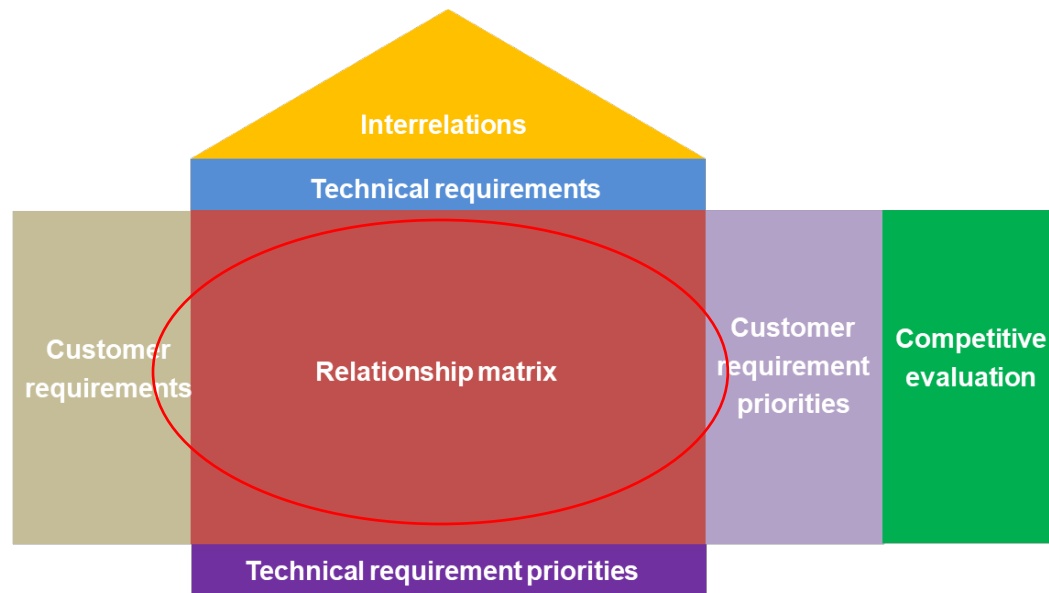 Interrelations
Technical requirements
Customer
requirements
Relationship matrix
Customer
requirement
priorities
Competitive
evaluation
Technical requirement priorities